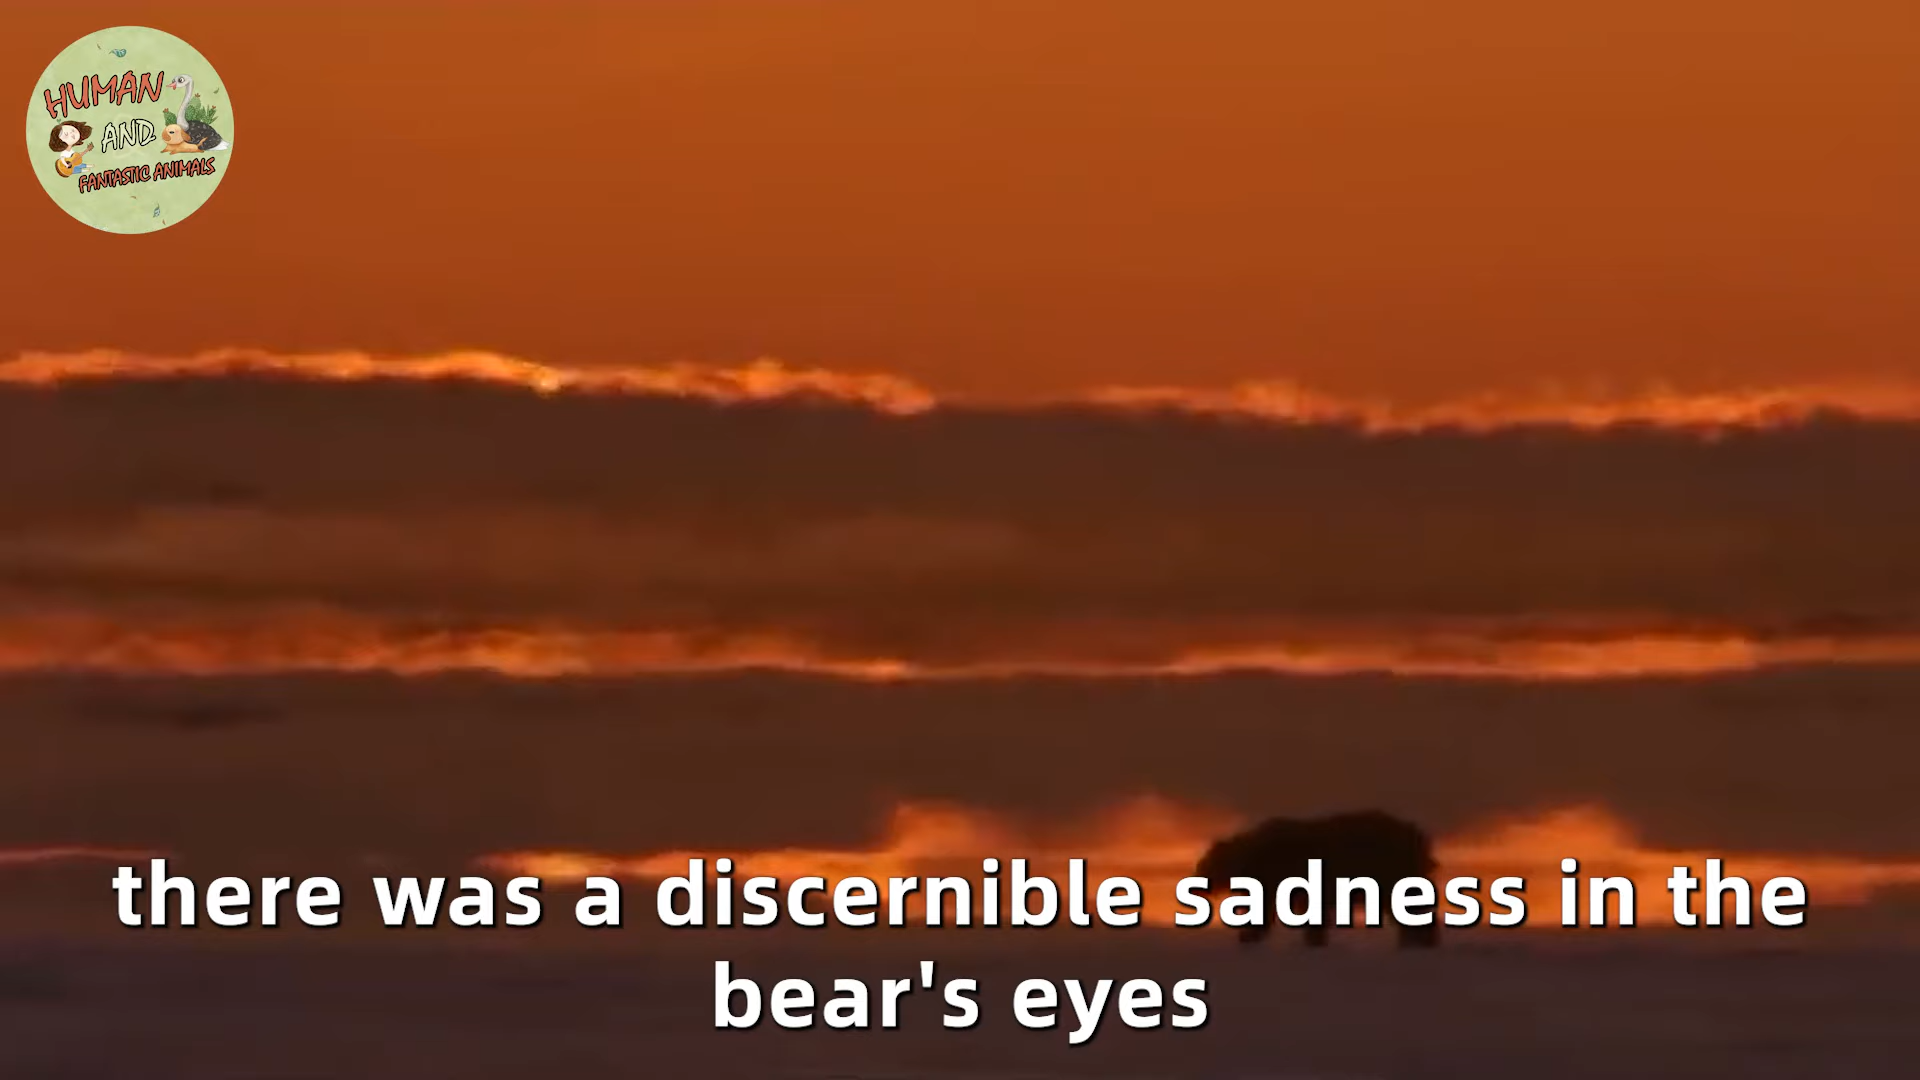 HUMAN
AND
FANTASTIC ANIMALS
there was a discernible sadness in the
bear's eyes